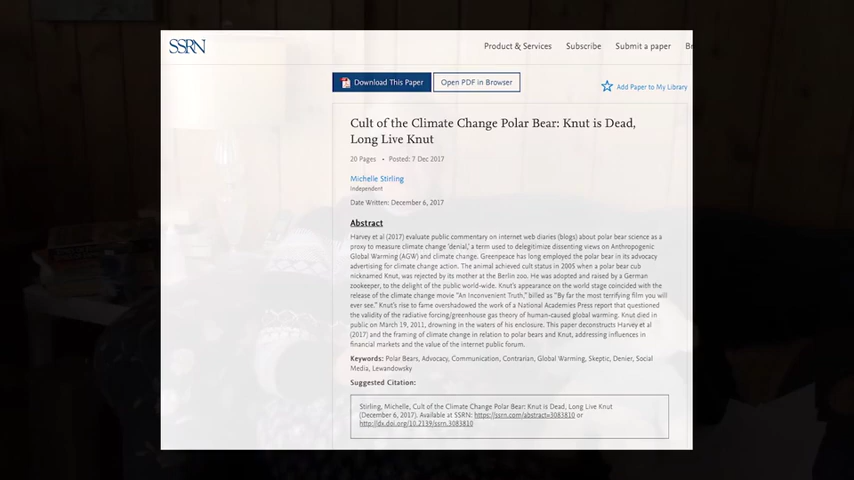 SSRN
Product & Services Subscribe Submit a paper Br
Download This Paper Open PDF in Browser
Add Paper to My Library
Cult of the Climate Change Polar Bear: Knut is Dead,
Long Live Knut
20 Pages • Posted: 7 Dec 2017
Michelle Stirling
Independent
Date Written: December 6, 2017
Abstract
Harvey et al (2017) evaluate public commentary on internet web diaries (blogs) about polar bear science as a
proxy to measure climate change 'denial,' a term used to delegitimize dissenting views on Anthropogenic
Global Warming (AGW) and climate change. Greenpeace has long employed the polar bear in its advocacy
advertising for climate change action. The animal achieved cult status in 2005 when a polar bear cub
nicknamed Knut, was rejected by its mother at the Berlin zoo. He was adopted and raised by a German
zookeeper, to the delight of the public world-wide. Knut's appearance on the world stage coincided with the
release of the climate change movie "An Inconvenient Truth," billed as "By far the most terrifying film you will
ever see." Knut's rise to fame overshadowed the work of a National Academies Press report that questioned
the validity of the radiative forcing/greenhouse gas theory of human-caused global warming. Knut died in
public on March 19, 2011, drowning in the waters of his enclosure. This paper deconstructs Harvey et al
(2017) and the framing of climate change in relation to polar bears and Knut, addressing influences in
financial markets and the value of the internet public forum.
Keywords: Polar Bears, Advocacy, Communication, Contrarian, Global Warming, Skeptic, Denier, Social
Media, Lewandowsky
Suggested Citation:
Stirling, Michelle, Cult of the Climate Change Polar Bear: Knut is Dead, Long Live Knut
(December 6, 2017). Available at SSRN: https://ssrn.com/abstract=3083810 or
http://dx.doi.org/10.2139/ssrn.3083810